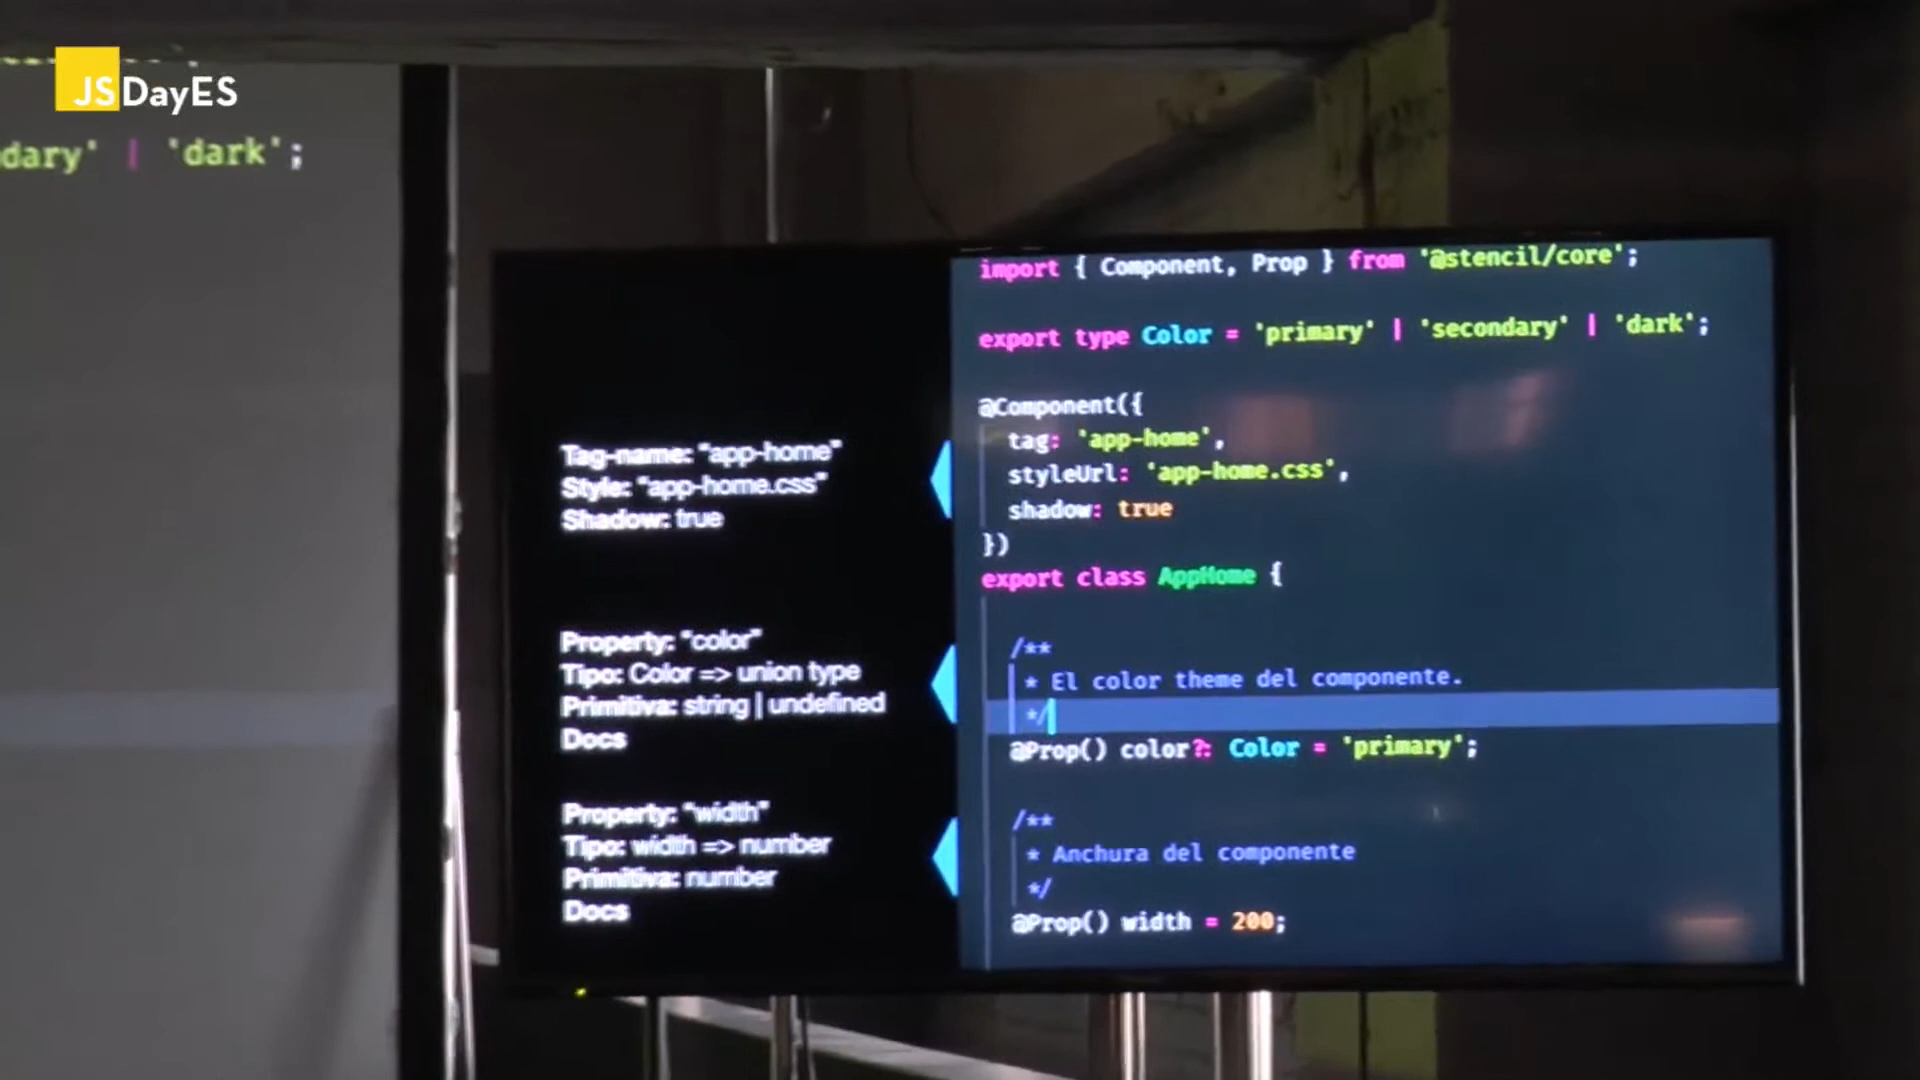 JSDayES
dary' | 'dark';
Tag-name: "app-home"
Style: "app-home.css"
Shadow: true
Property: "color"
Tipo: Color => union type
Primitiva: string | undefined
Docs
Property: "width"
Tipo: width => number
Primitiva: number
Docs
import { Component, Prop } from '@stencil/core';
export type Color = 'primary' | 'secondary' | 'dark';
@Component({
tag: 'app-home',
styleUrl: 'app-home.css',
shadow: true
})
export class AppHome {
/**
* El color theme del componente.
*/
@Prop() color?: Color = 'primary';
/**
* Anchura del componente
*/
@Prop() width = 200;